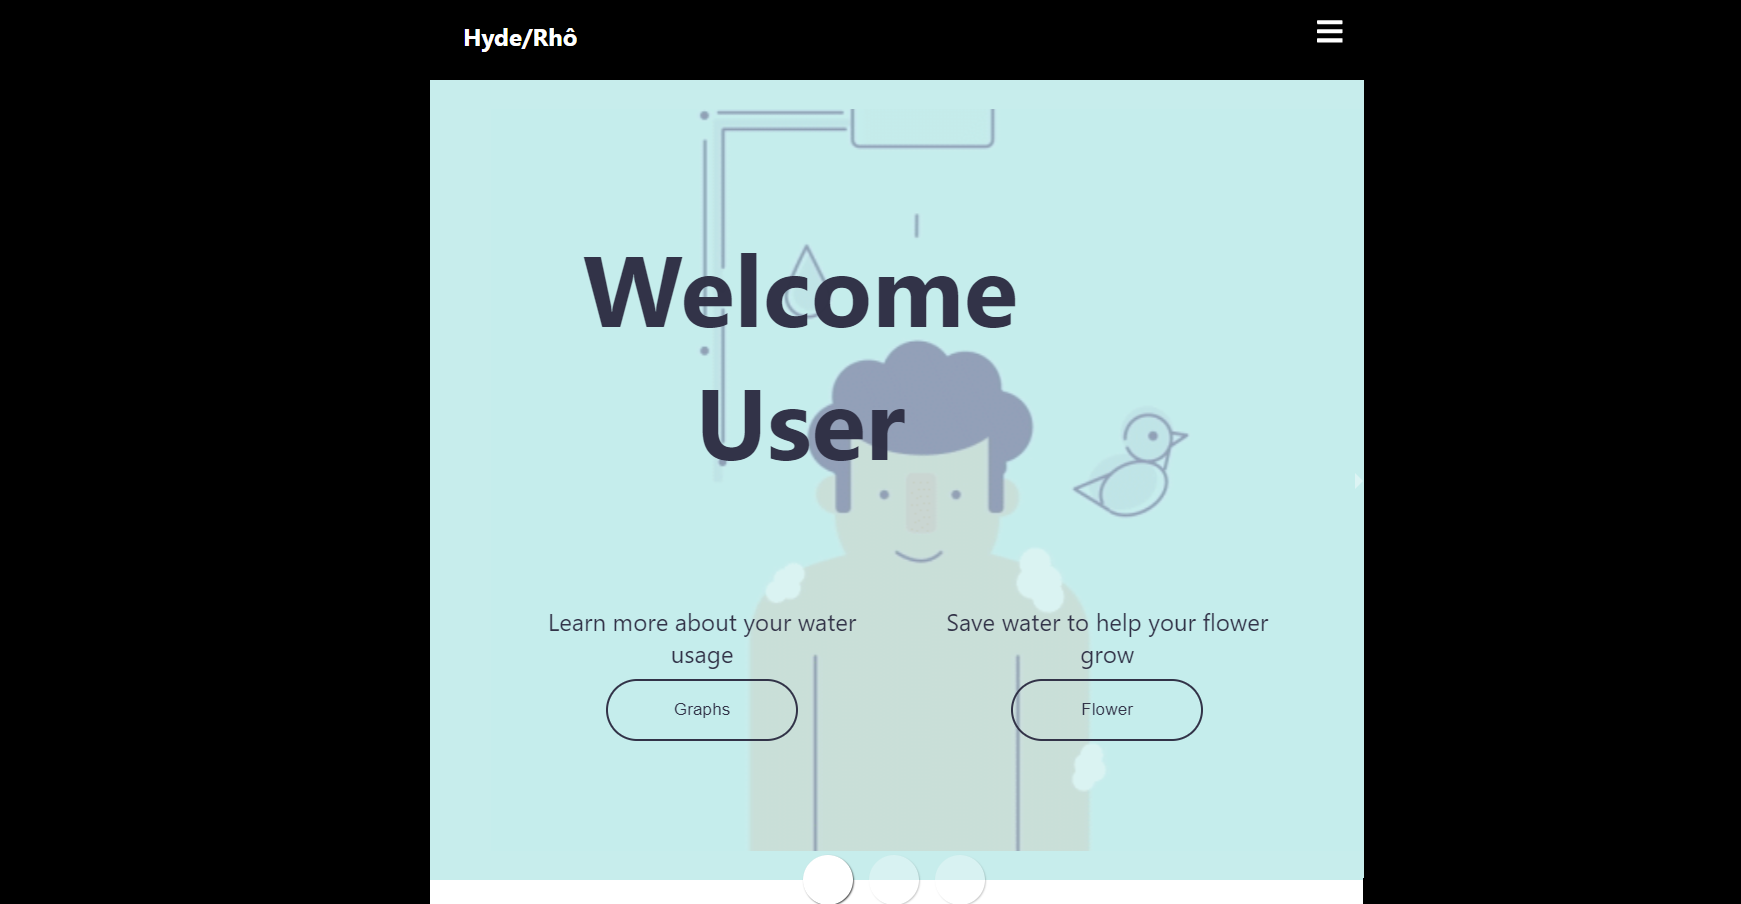 Hyde/Rhô
Welcome
User
Learn more about your water
usage
Graphs
Save water to help your flower
grow
Flower